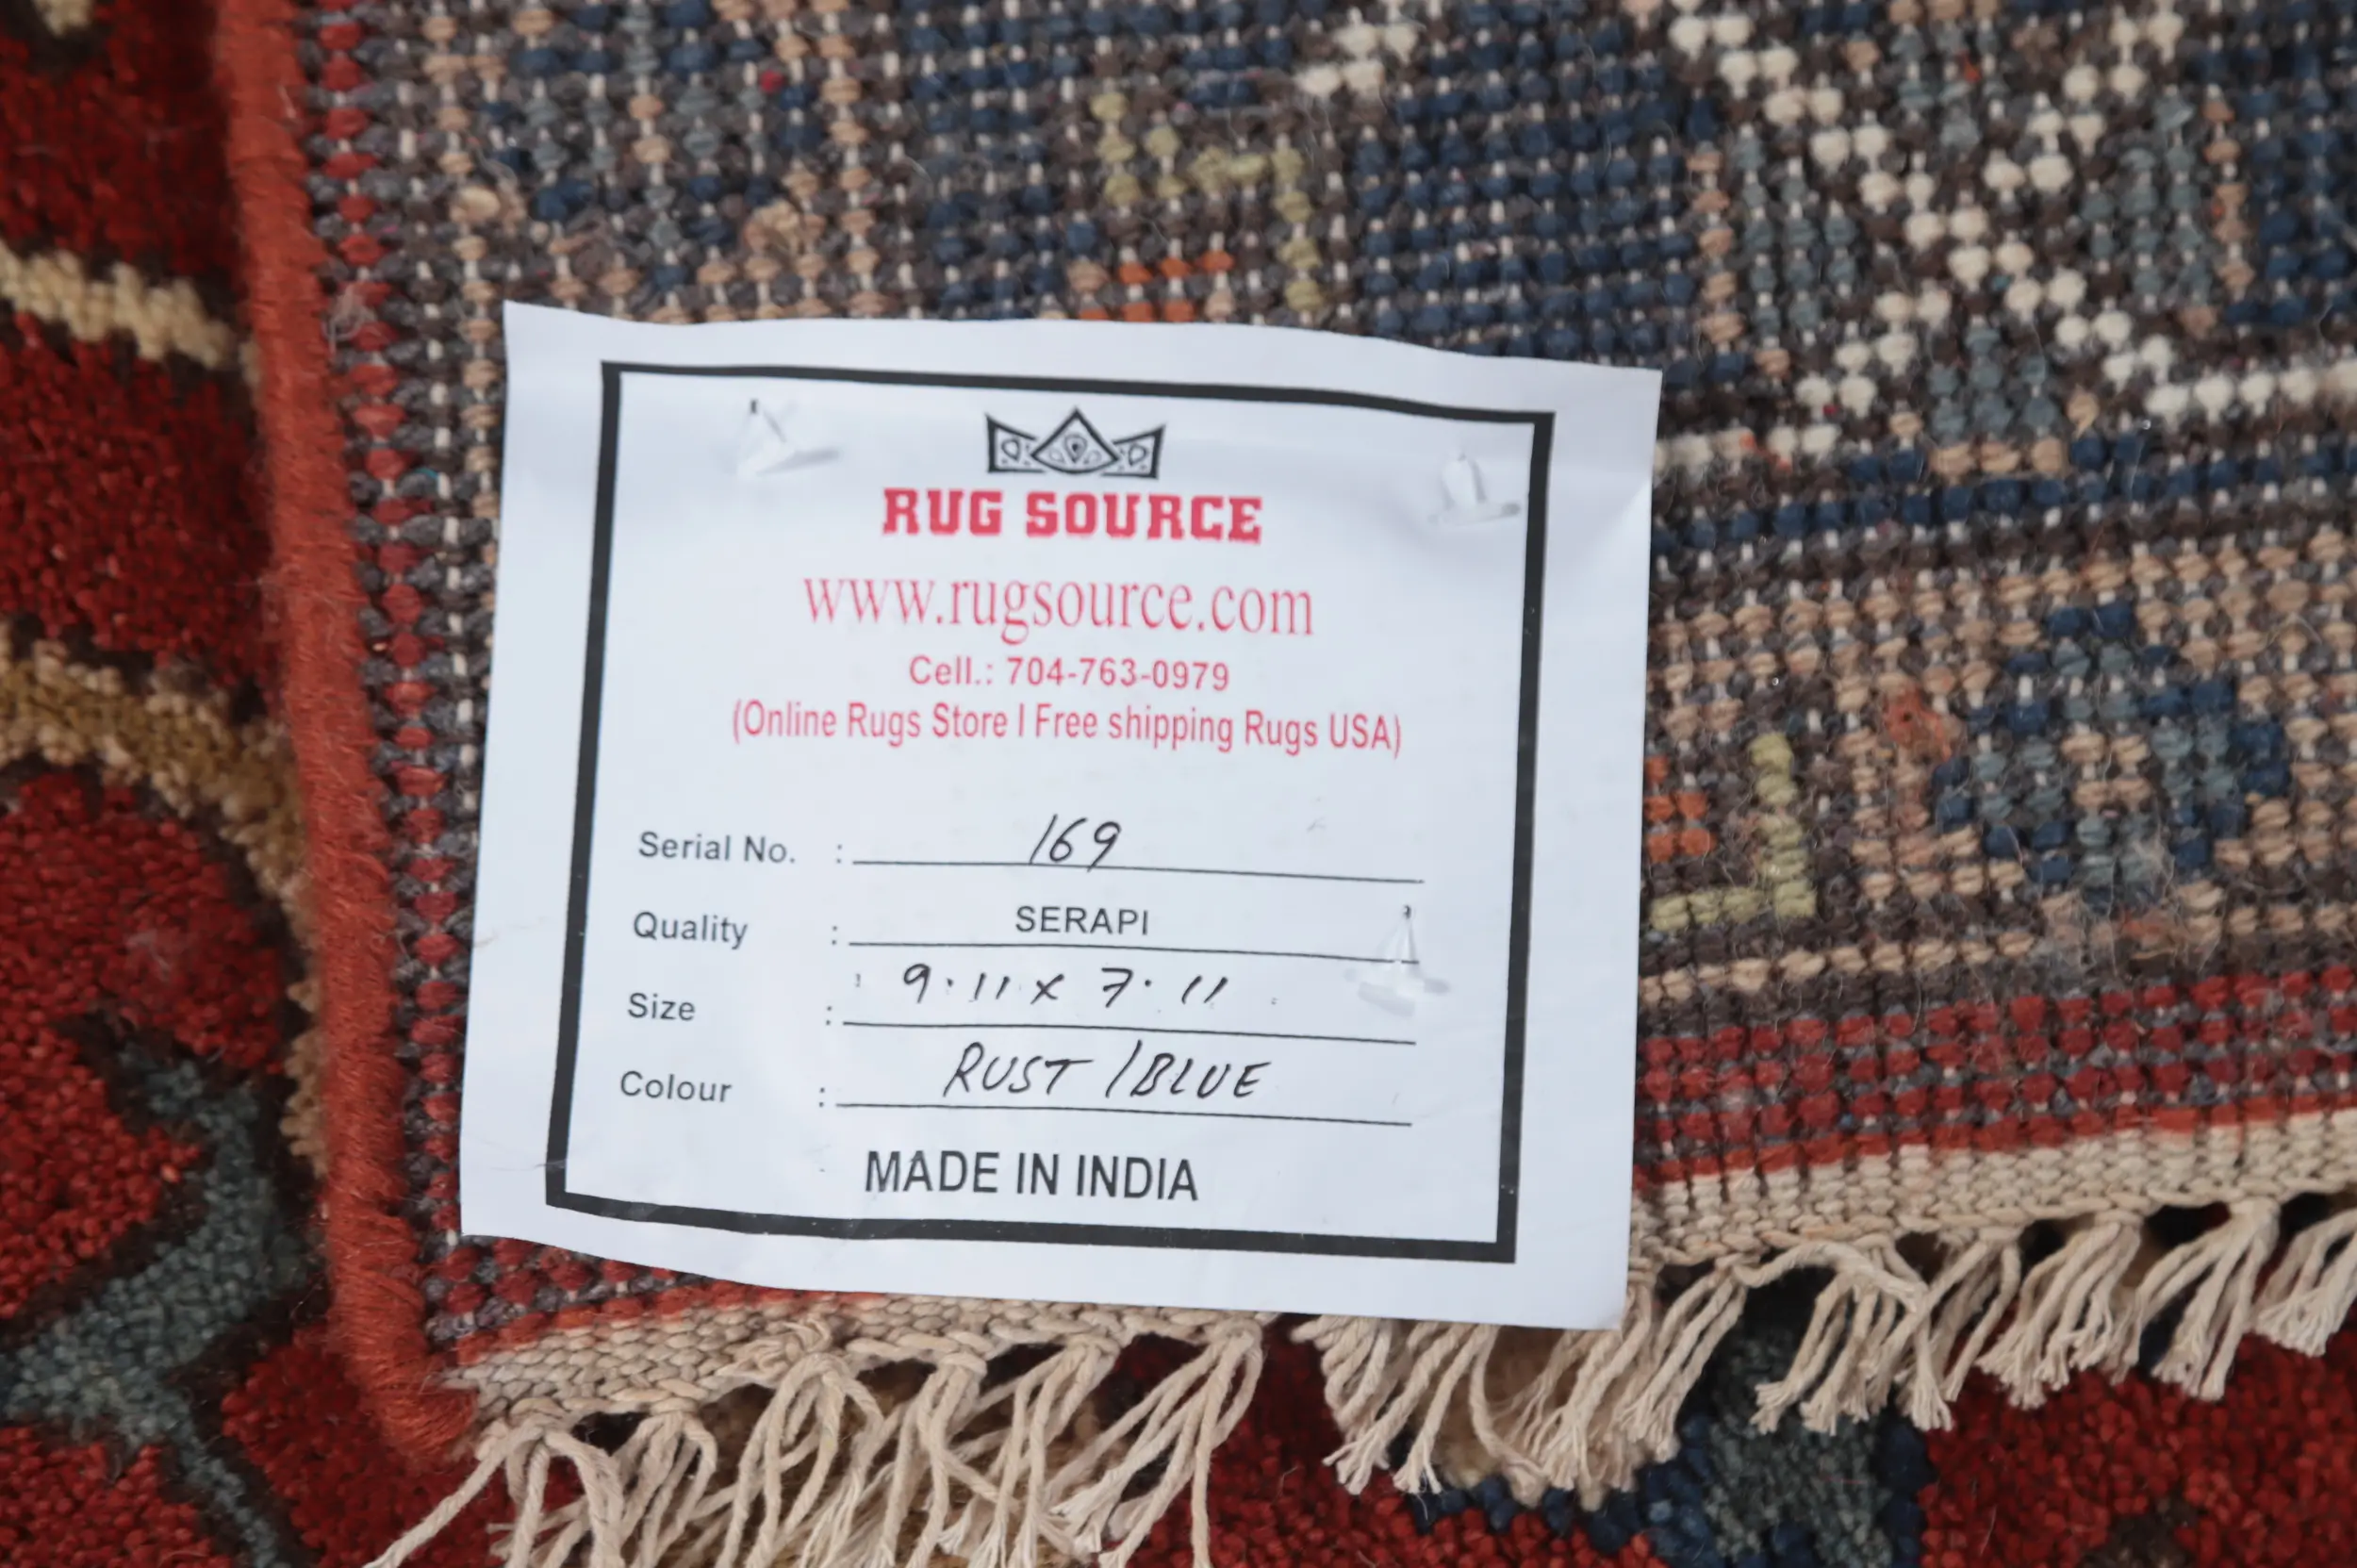 RUG SOURCE
www.rugsource.com
Cell.: 704-763-0979
(Online Rugs Store I Free shipping Rugs USA)
Serial No. : 169
Quality : SERAPI
Size : 9.11 x 7.11
Colour : RUST / BLUE
MADE IN INDIA